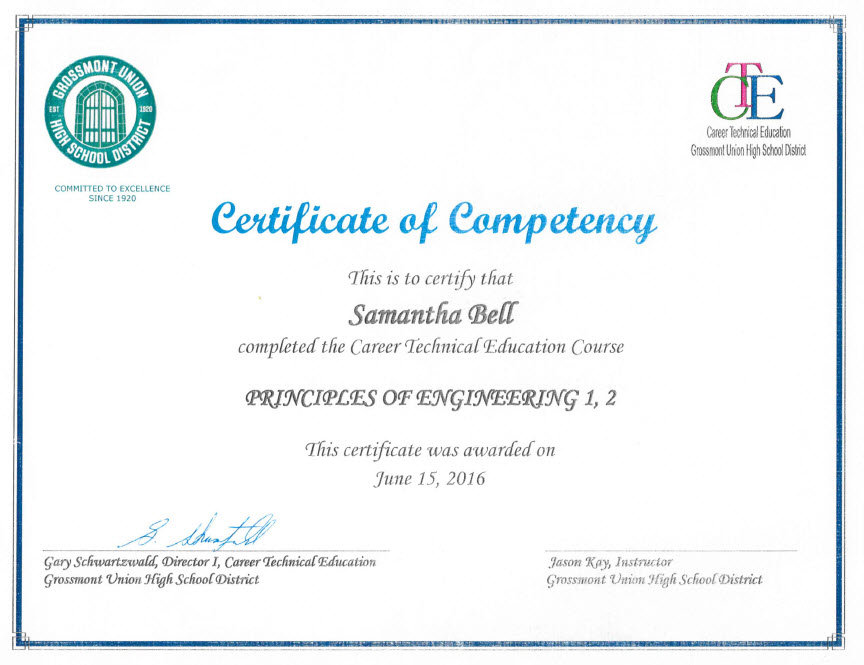 GROSSMONT UNION
EST 1920
HIGH SCHOOL DISTRICT
COMMITTED TO EXCELLENCE
SINCE 1920
CTE
Career Technical Education
Grossmont Union High School District
Certificate of Competency
This is to certify that
Samantha Bell
completed the Career Technical Education Course
PRINCIPLES OF ENGINEERING 1, 2
This certificate was awarded on
June 15, 2016
Gary Schwartzwald, Director I, Career Technical Education
Grossmont Union High School District
Jason Kay, Instructor
Grossmont Union High School District